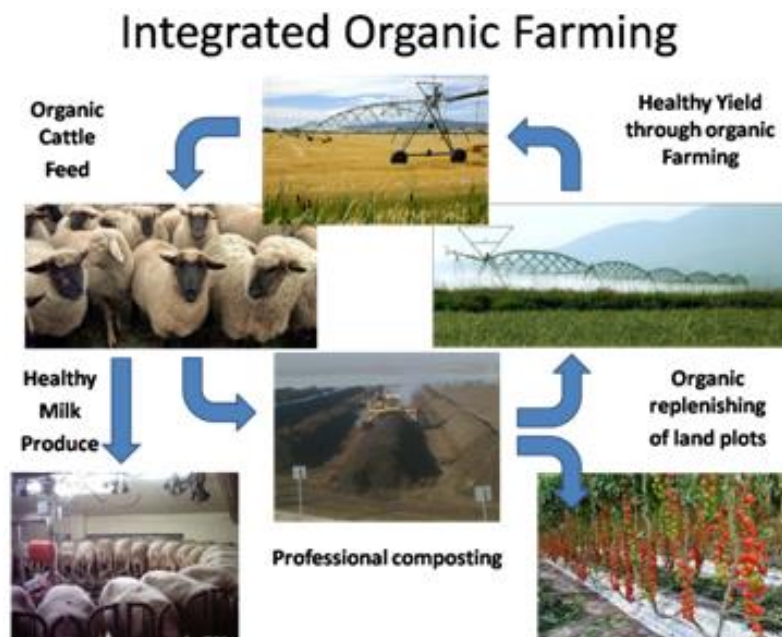 Integrated Organic Farming
Organic
Cattle
Feed
Healthy Yield
through organic
Farming
Healthy
Milk
Produce
Organic
replenishing
of land plots
Professional composting